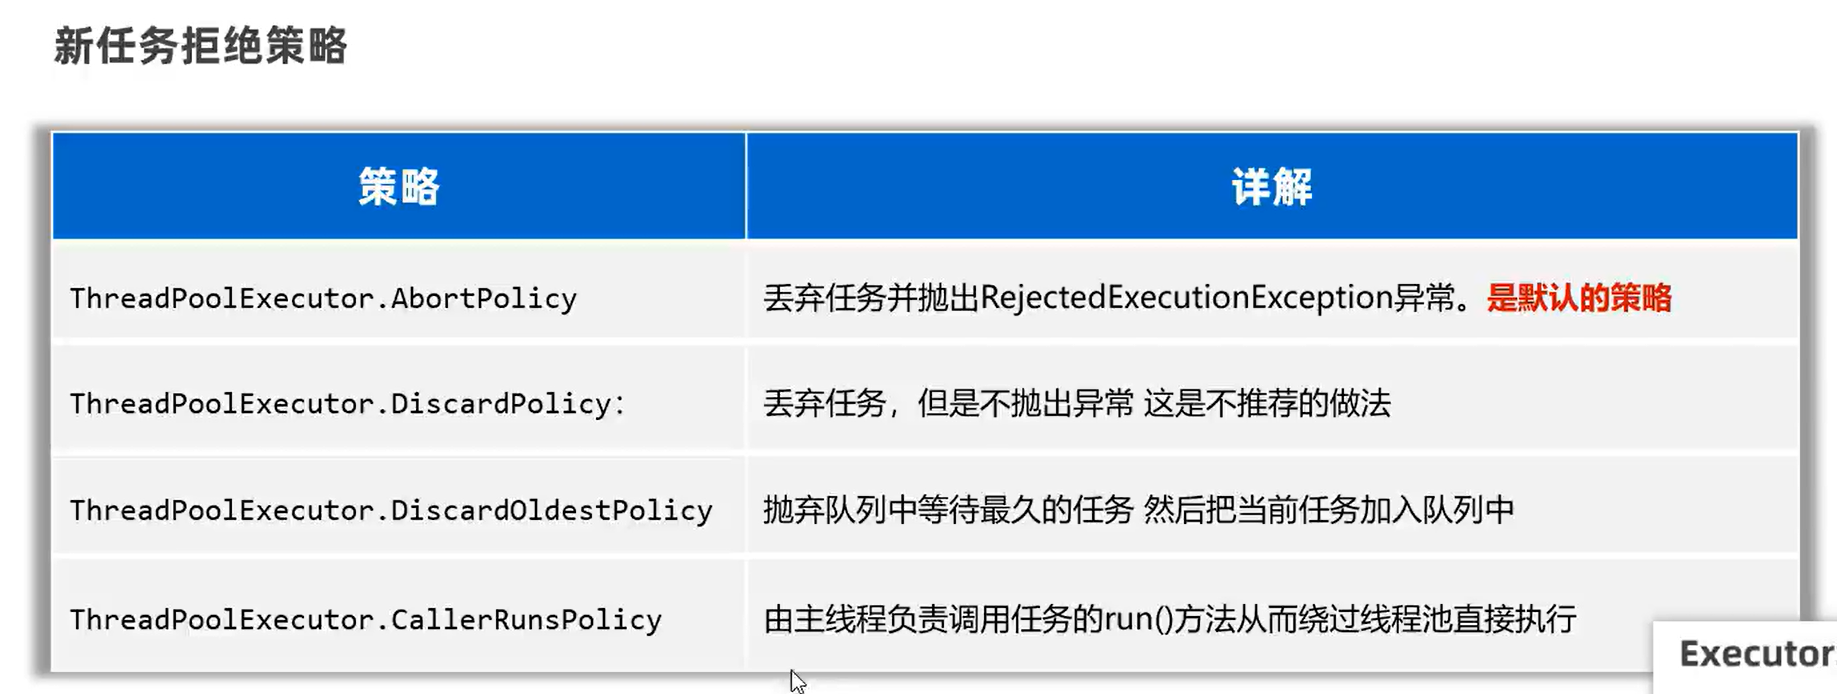 新任务拒绝策略
策略 详解
ThreadPoolExecutor.AbortPolicy 丢弃任务并抛出RejectedExecutionException异常。是默认的策略
ThreadPoolExecutor.DiscardPolicy: 丢弃任务，但是不抛出异常 这是不推荐的做法
ThreadPoolExecutor.DiscardOldestPolicy 抛弃队列中等待最久的任务 然后把当前任务加入队列中
ThreadPoolExecutor.CallerRunsPolicy 由主线程负责调用任务的run()方法从而绕过线程池直接执行
Executor